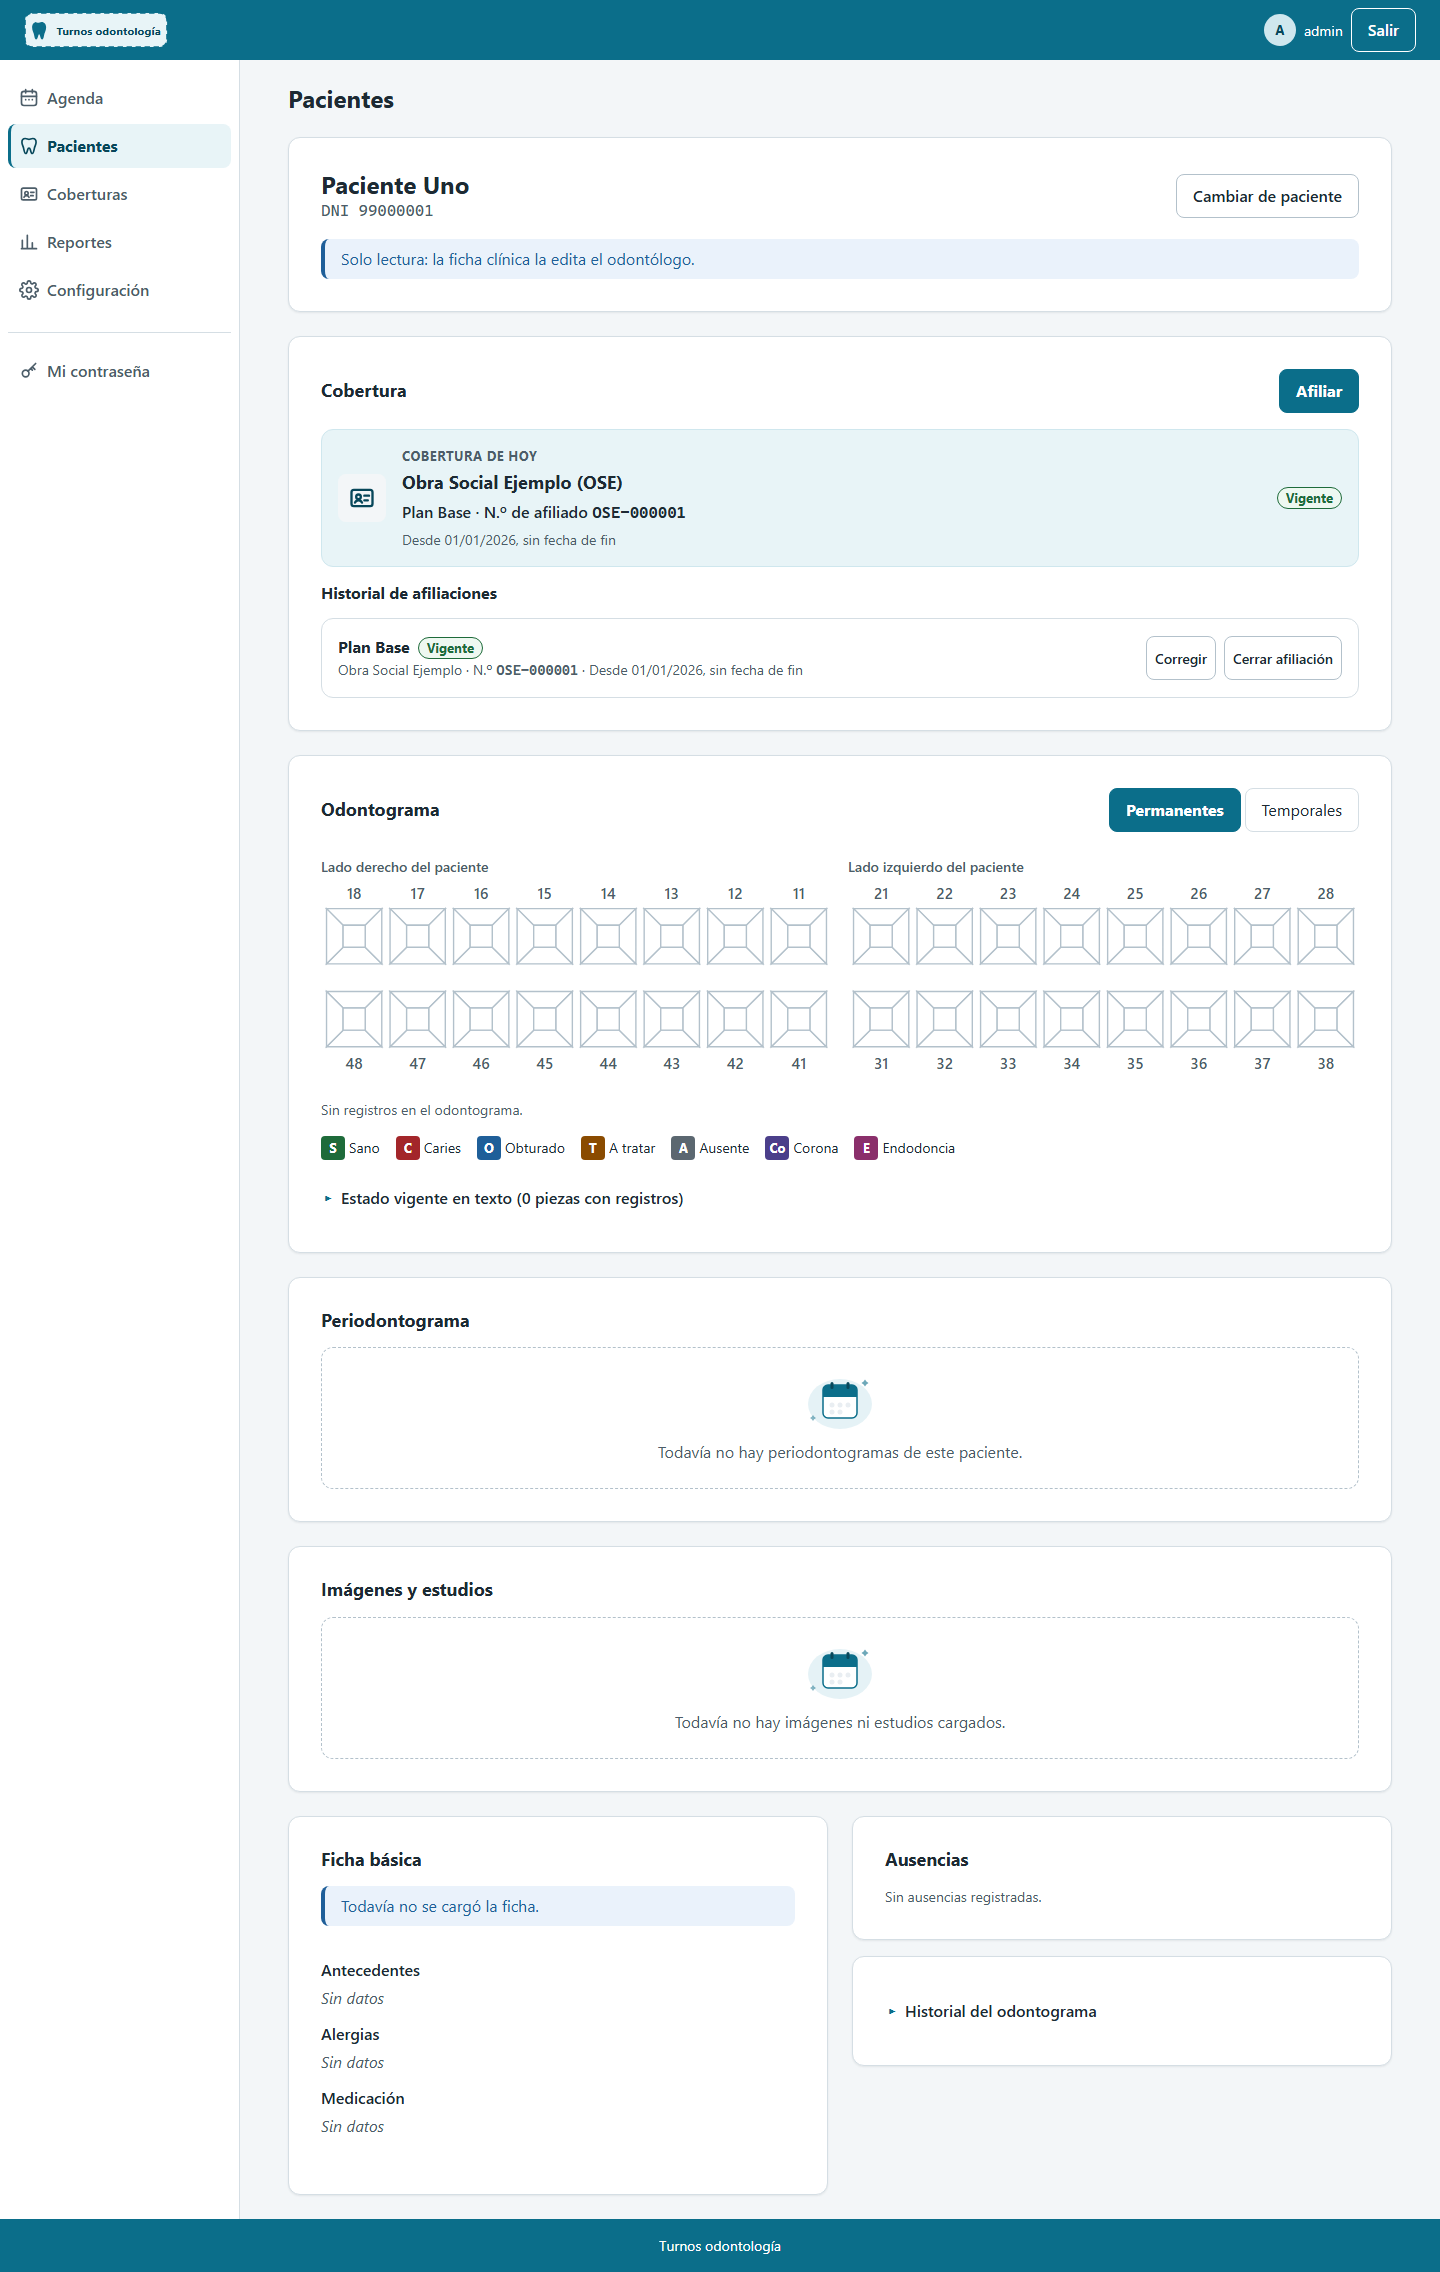 Turnos odontología
A
admin
Salir
Agenda
Pacientes
Coberturas
Reportes
Configuración
Mi contraseña
Pacientes
Paciente Uno
DNI 99000001
Cambiar de paciente
Solo lectura: la ficha clínica la edita el odontólogo.
Cobertura
Afiliar
COBERTURA DE HOY
Obra Social Ejemplo (OSE)
Plan Base · N.º de afiliado OSE-000001
Desde 01/01/2026, sin fecha de fin
Vigente
Historial de afiliaciones
Plan Base Vigente
Obra Social Ejemplo · N.º OSE-000001 · Desde 01/01/2026, sin fecha de fin
Corregir
Cerrar afiliación
Odontograma
Permanentes
Temporales
Lado derecho del paciente
Lado izquierdo del paciente
18 17 16 15 14 13 12 11 21 22 23 24 25 26 27 28
48 47 46 45 44 43 42 41 31 32 33 34 35 36 37 38
Sin registros en el odontograma.
S Sano C Caries O Obturado T A tratar A Ausente Co Corona E Endodoncia
Estado vigente en texto (0 piezas con registros)
Periodontograma
Todavía no hay periodontogramas de este paciente.
Imágenes y estudios
Todavía no hay imágenes ni estudios cargados.
Ficha básica
Todavía no se cargó la ficha.
Antecedentes
Sin datos
Alergias
Sin datos
Medicación
Sin datos
Ausencias
Sin ausencias registradas.
Historial del odontograma
Turnos odontología